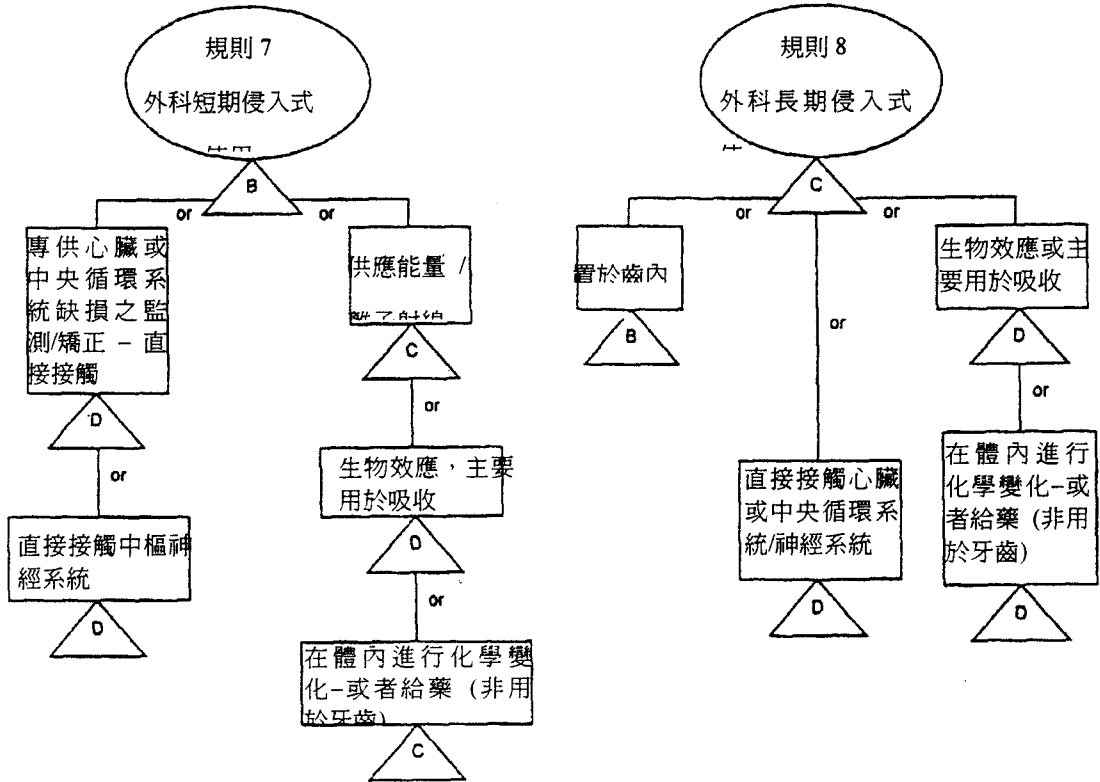 規則 7
外科短期侵入式
B
or
or
專供心臟或
中央循環系
統缺損之監
測/矯正 – 直
接接觸
D
or
直接接觸中樞神
經系統
D
供應能量 /
C
or
生物效應，主要
用於吸收
D
or
在體內進行化學變
化–或者給藥 (非用
於牙齒)
C
規則 8
外科長期侵入式
C
or
or
or
置於齒內
B
直接接觸心臟
或中央循環系
統/神經系統
D
生物效應或主
要用於吸收
D
or
在體內進行
化學變化–或
者給藥 (非用
於牙齒)
D